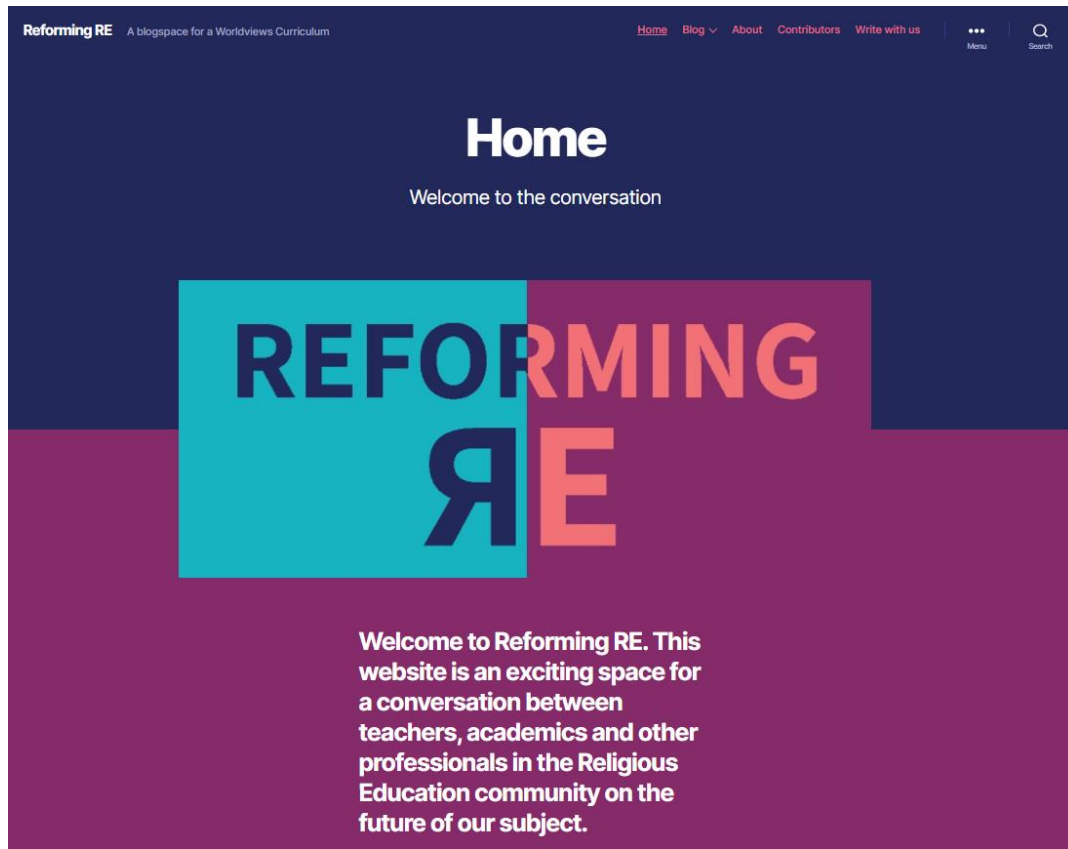 Reforming RE A blogspace for a Worldviews Curriculum Home Blog About Contributors Write with us
Menu Search
Home
Welcome to the conversation
REFORMING
ЯE
Welcome to Reforming RE. This
website is an exciting space for
a conversation between
teachers, academics and other
professionals in the Religious
Education community on the
future of our subject.